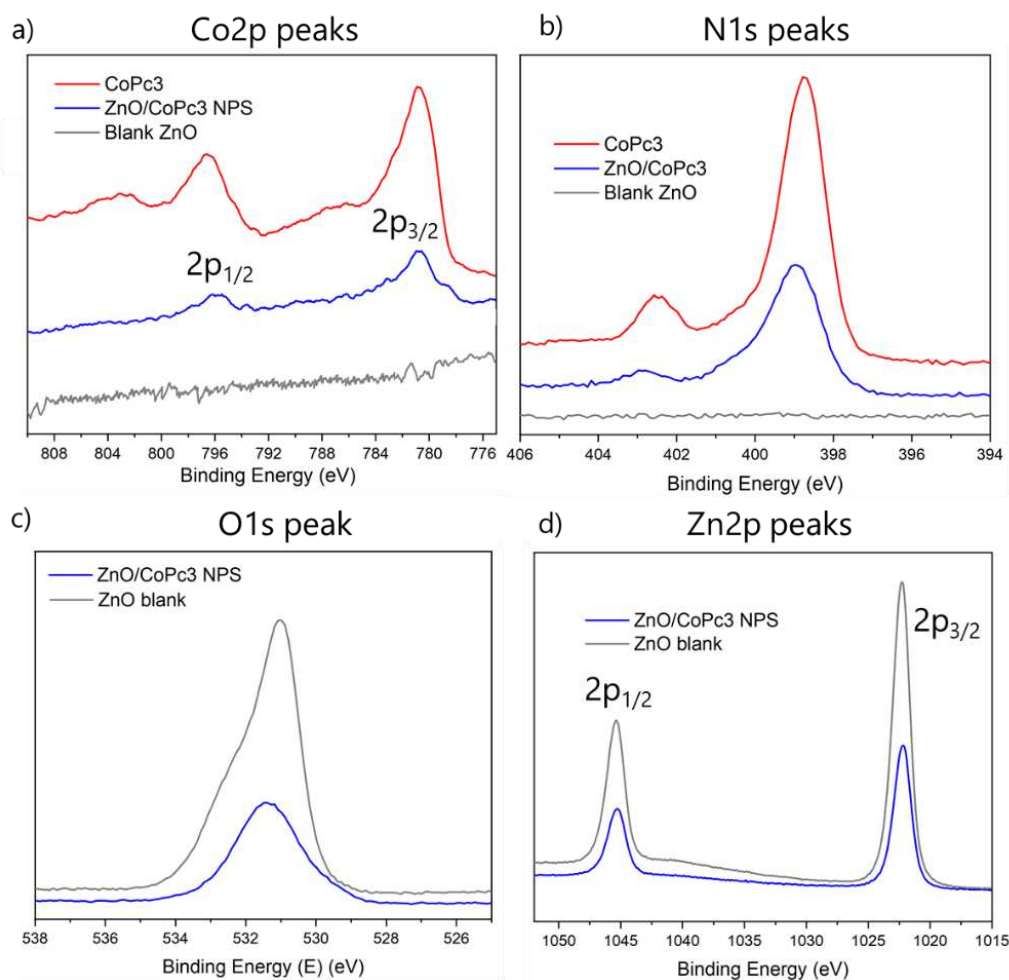 a) Co2p peaks
CoPc3
ZnO/CoPc3 NPS
Blank ZnO
2p3/2
2p1/2
808 804 800 796 792 788 784 780 776
Binding Energy (eV)
b) N1s peaks
CoPc3
ZnO/CoPc3
Blank ZnO
406 404 402 400 398 396 394
Binding Energy (eV)
c) O1s peak
ZnO/CoPc3 NPS
ZnO blank
538 536 534 532 530 528 526
Binding Energy (E) (eV)
d) Zn2p peaks
ZnO/CoPc3 NPS
ZnO blank
2p3/2
2p1/2
1050 1045 1040 1035 1030 1025 1020 1015
Binding Energy (eV)